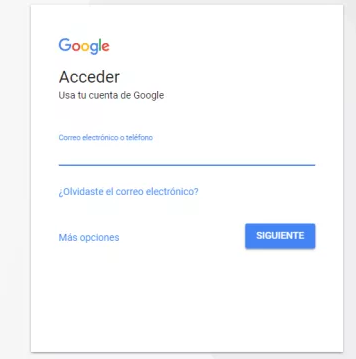 Google
Acceder
Usa tu cuenta de Google
Correo electrónico o teléfono
¿Olvidaste el correo electrónico?
Más opciones
SIGUIENTE